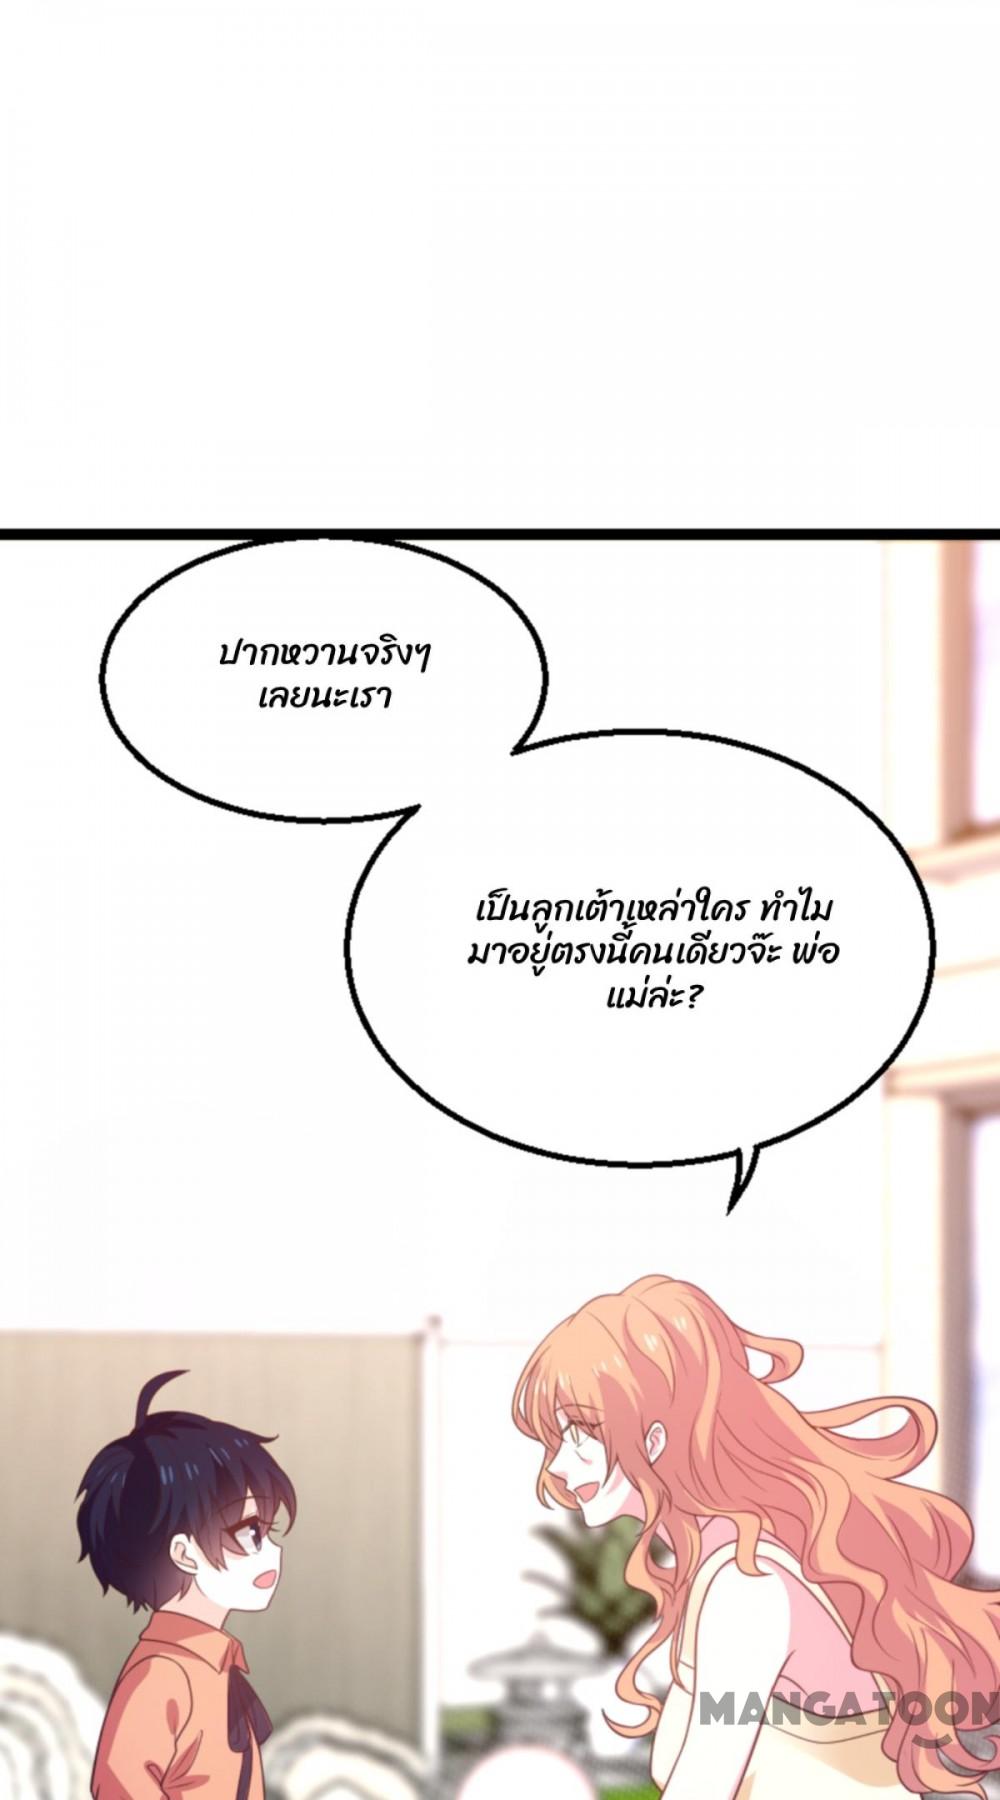 ปากหวานจริงๆ
เลยนะเรา
เป็นลูกเต้าเหล่าใคร ทำไม
มาอยู่ตรงนี้คนเดียวจ๊ะ พ่อ
แม่ล่ะ?
MANGATOON